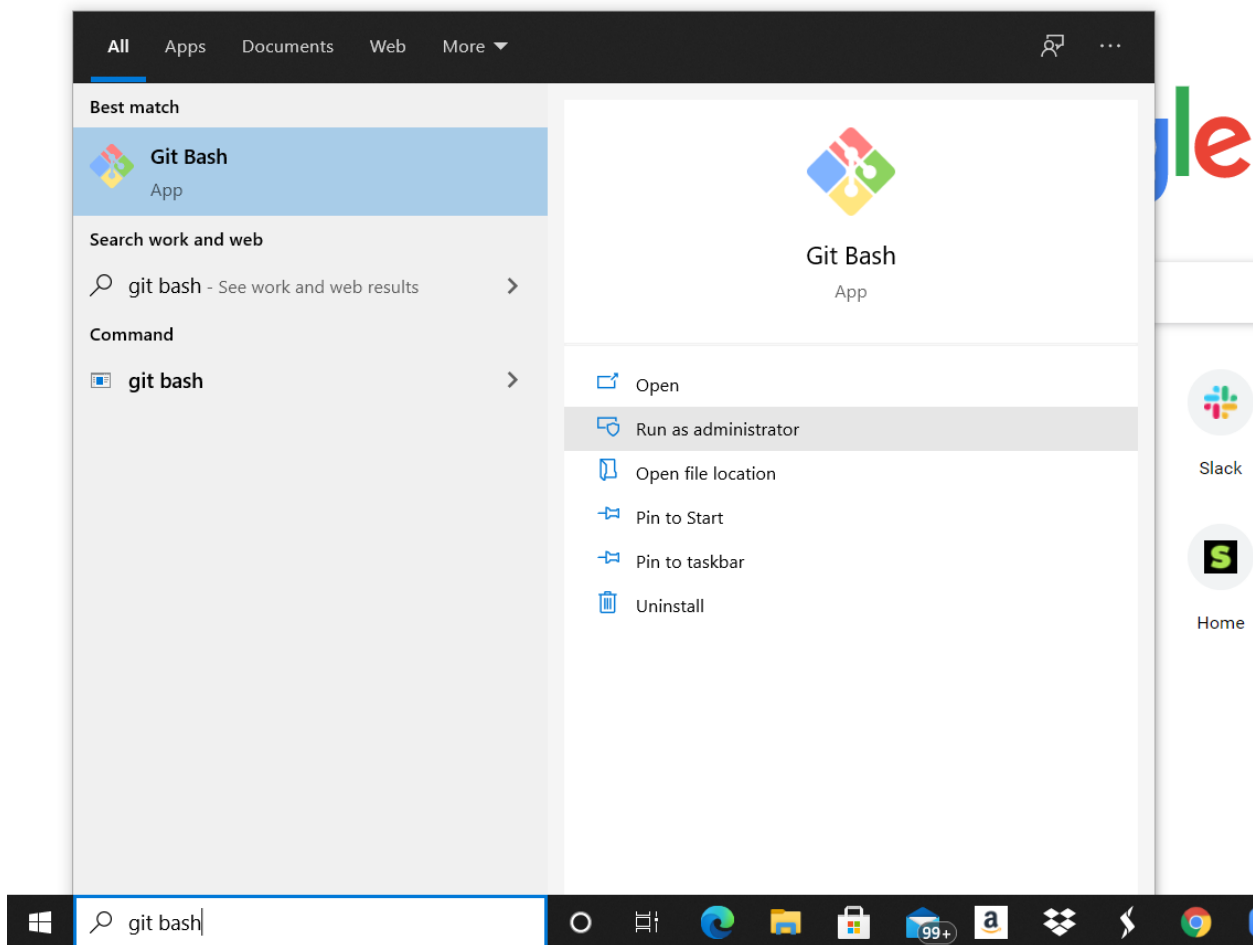 All Apps Documents Web More
Best match
Git Bash
App
Search work and web
git bash - See work and web results
Command
git bash
Git Bash
App
Open
Run as administrator
Open file location
Pin to Start
Pin to taskbar
Uninstall
gle
Slack
S
Home
git bash
99+
a